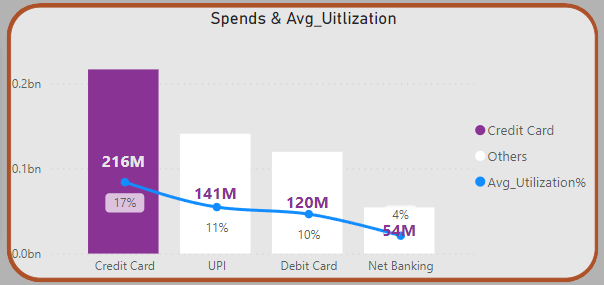 Spends & Avg_Uitlization
0.2bn
0.1bn
0.0bn
216M
17%
141M
11%
120M
10%
4%
54M
Credit Card
UPI
Debit Card
Net Banking
Credit Card
Others
Avg_Utilization%